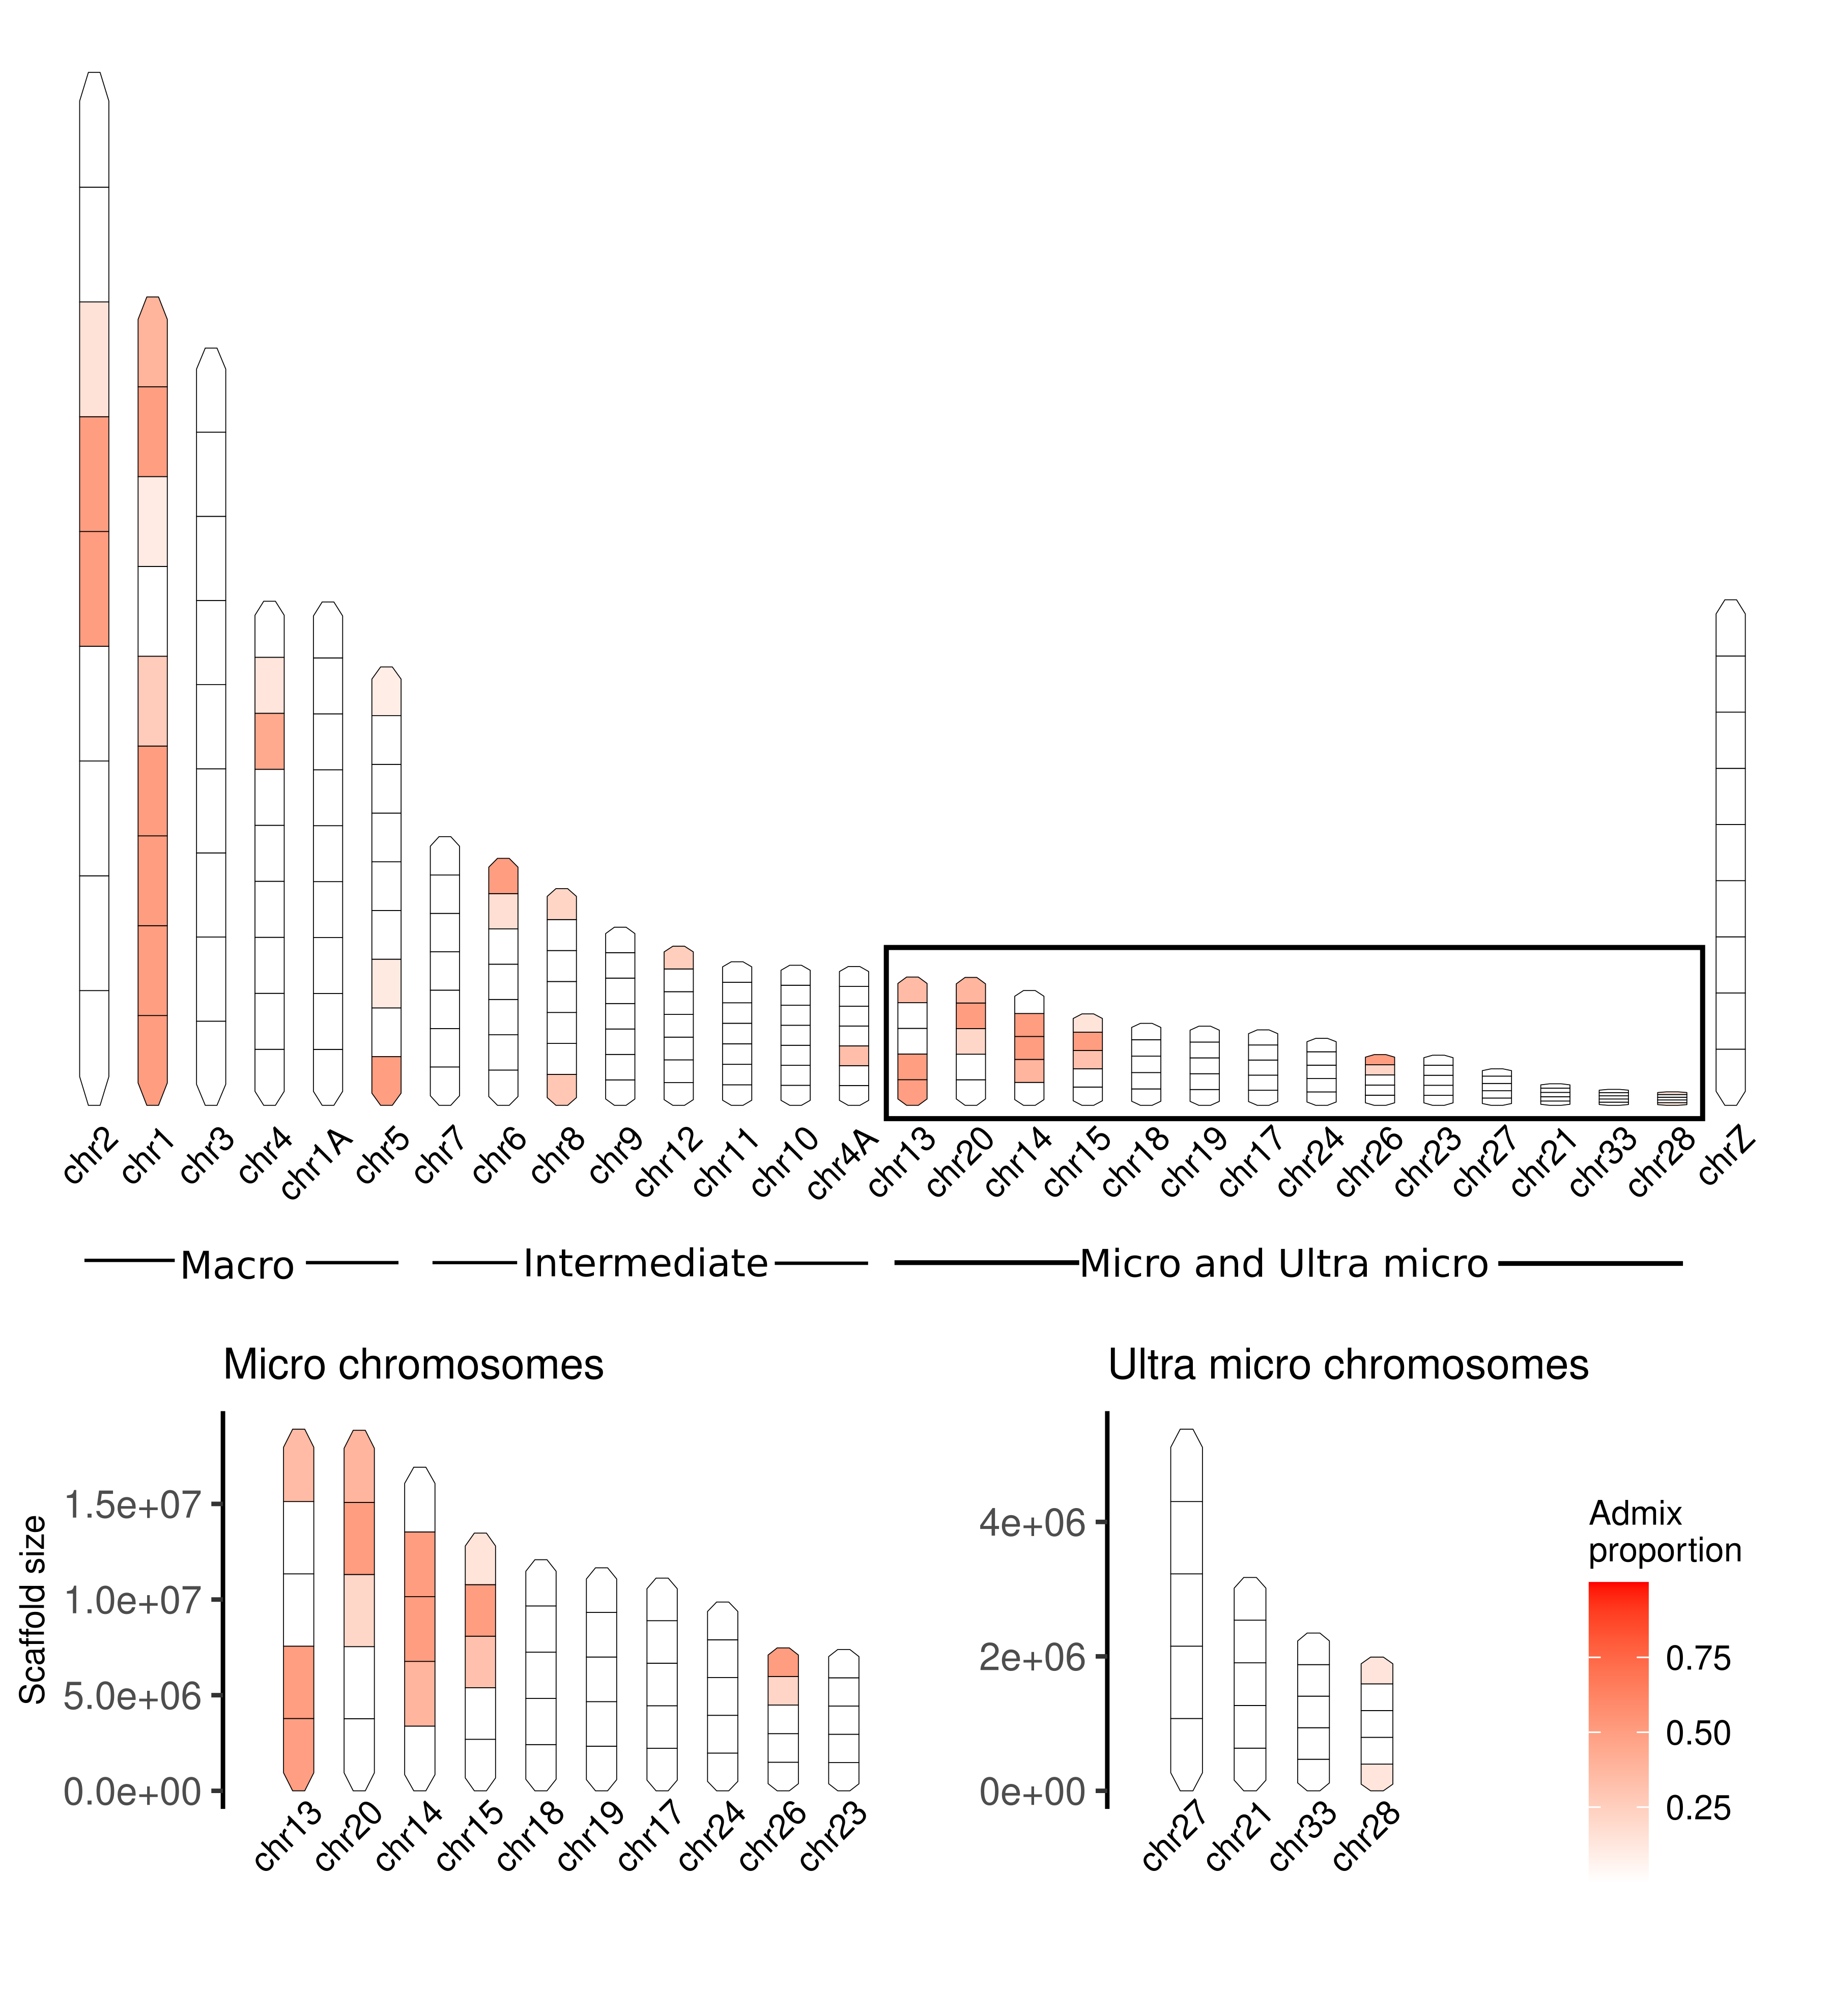 chr2 chr1 chr3 chr4 chr1A chr5 chr7 chr6 chr8 chr9 chr12 chr11 chr10 chr4A chr13 chr20 chr14 chr15 chr18 chr19 chr17 chr24 chr26 chr23 chr27 chr21 chr33 chr28 chrZ
Macro Intermediate Micro and Ultra micro
Micro chromosomes
Scaffold size
1.5e+07
1.0e+07
5.0e+06
0.0e+00
chr13 chr20 chr14 chr15 chr18 chr19 chr17 chr24 chr26 chr23
Ultra micro chromosomes
4e+06
2e+06
0e+00
chr27 chr21 chr33 chr28
Admix
proportion
0.75
0.50
0.25